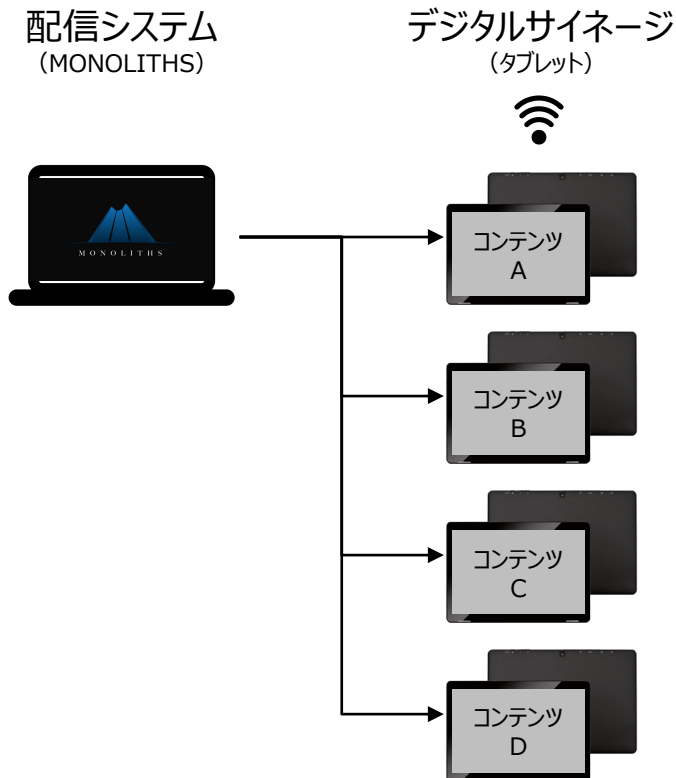 配信システム
（MONOLITHS）
デジタルサイネージ
（タブレット）
MONOLITHS
コンテンツ
A
コンテンツ
B
コンテンツ
C
コンテンツ
D